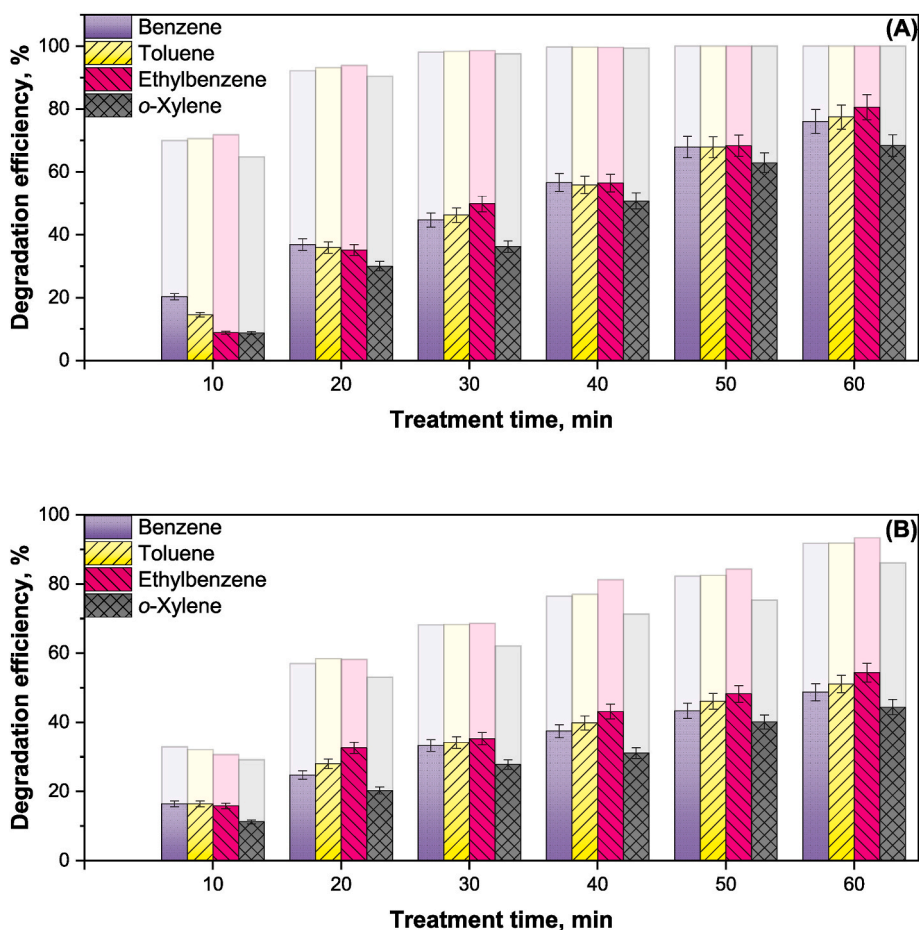 (A)
Benzene
Toluene
Ethylbenzene
o-Xylene
Degradation efficiency, %
100
80
60
40
20
0
10 20 30 40 50 60
Treatment time, min
(B)
Benzene
Toluene
Ethylbenzene
o-Xylene
Degradation efficiency, %
100
80
60
40
20
0
10 20 30 40 50 60
Treatment time, min